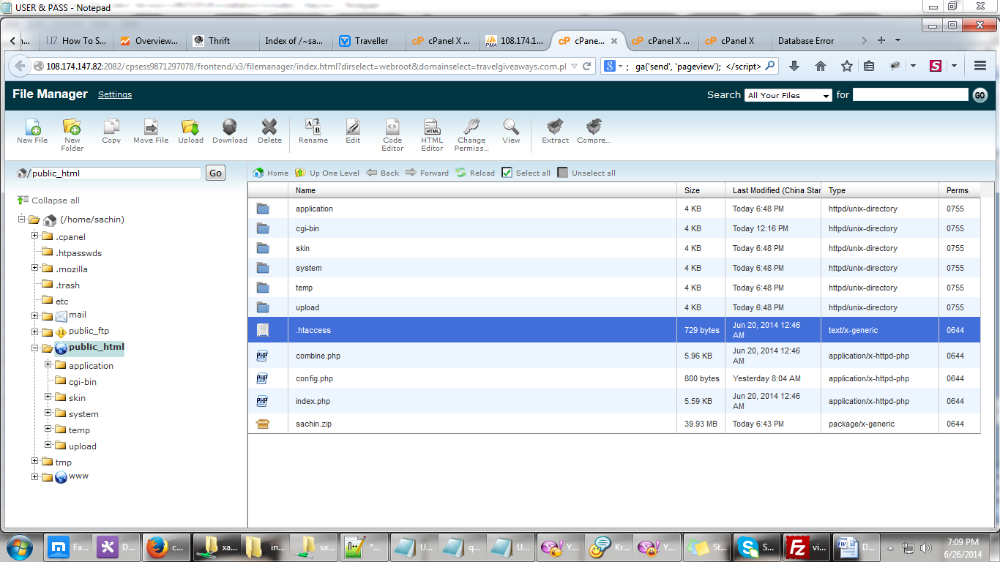 USER & PASS - Notepad
How To S...
Overview...
Thrift
Index of /~sa...
Traveller
cPanel X ...
108.174.1...
cPane...
cPanel X ...
cPanel X
Database Error
108.174.147.82:2082/cpsess9871297078/frontend/x3/filemanager/index.html?dirselect=webroot&domainselect=travelgiveaways.com.pl
; ga('send', 'pageview'); </script>
File Manager Settings
Search All Your Files for GO
New File
New Folder
Copy
Move File
Upload
Download
Delete
Rename
Edit
Code Editor
HTML Editor
Change Permiss...
View
Extract
Compre...
/ public_html Go
Home Up One Level Back Forward Reload Select all Unselect all
Collapse all
(/home/sachin)
.cpanel
.htpasswds
.mozilla
.trash
etc
mail
public_ftp
public_html
application
cgi-bin
skin
system
temp
upload
tmp
www
Name Size Last Modified (China Star Type Perms
application 4 KB Today 6:48 PM httpd/unix-directory 0755
cgi-bin 4 KB Today 12:16 PM httpd/unix-directory 0755
skin 4 KB Today 6:48 PM httpd/unix-directory 0755
system 4 KB Today 6:48 PM httpd/unix-directory 0755
temp 4 KB Today 6:48 PM httpd/unix-directory 0755
upload 4 KB Today 6:48 PM httpd/unix-directory 0755
.htaccess 729 bytes Jun 20, 2014 12:46 AM text/x-generic 0644
combine.php 5.96 KB Jun 20, 2014 12:46 AM application/x-httpd-php 0644
config.php 800 bytes Yesterday 8:04 AM application/x-httpd-php 0644
index.php 5.59 KB Jun 20, 2014 12:46 AM application/x-httpd-php 0644
sachin.zip 39.93 MB Today 6:43 PM package/x-generic 0644
Fa...
D...
c...
xa...
in...
sa...
"...
U...
q...
U...
Y...
Kr...
Y...
St...
S...
vi...
D...
7:09 PM
6/26/2014